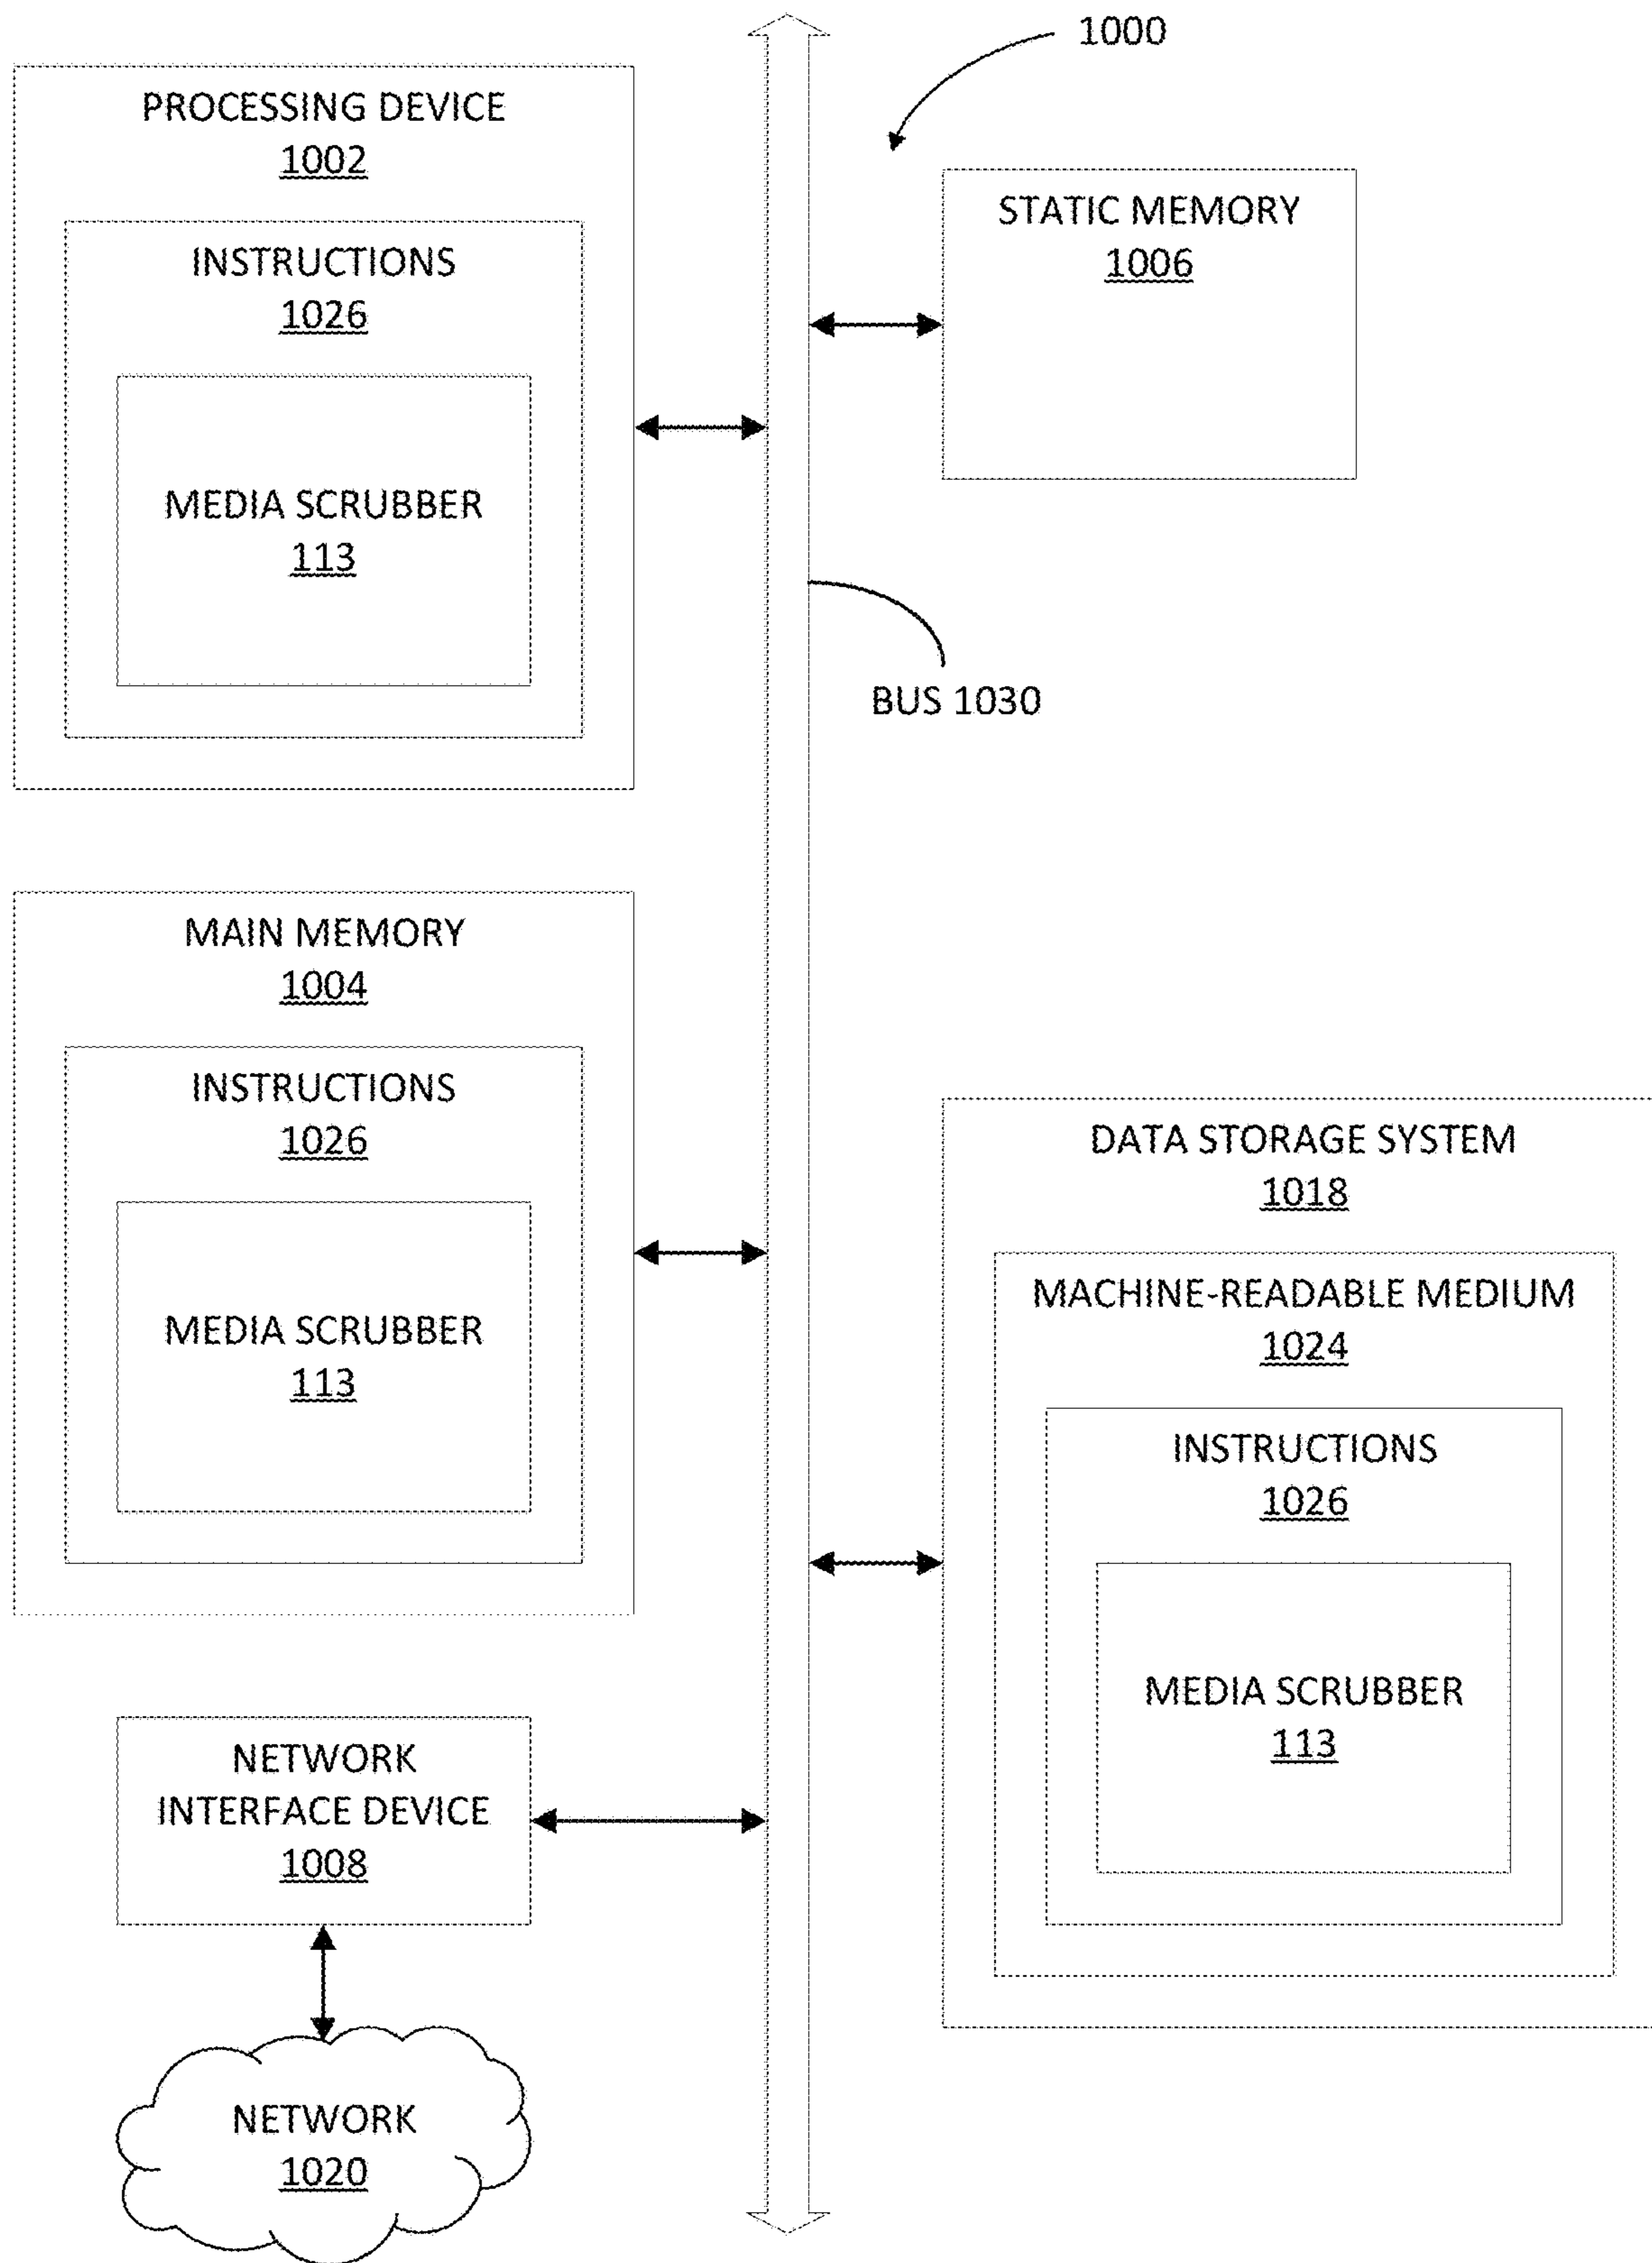 1000
PROCESSING DEVICE
1002
INSTRUCTIONS
1026
MEDIA SCRUBBER
113
STATIC MEMORY
1006
BUS 1030
MAIN MEMORY
1004
INSTRUCTIONS
1026
MEDIA SCRUBBER
113
DATA STORAGE SYSTEM
1018
MACHINE-READABLE MEDIUM
1024
INSTRUCTIONS
1026
MEDIA SCRUBBER
113
NETWORK
INTERFACE DEVICE
1008
NETWORK
1020